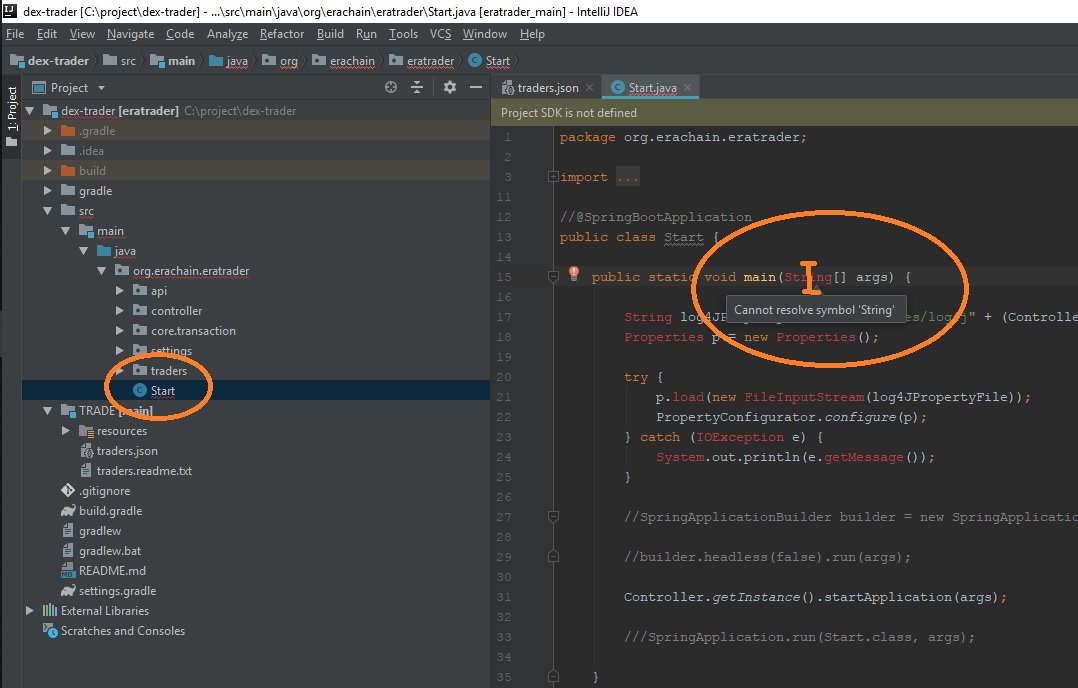 dex-trader [C:\project\dex-trader] - ...\src\main\java\org\erachain\eratrader\Start.java [eratrader_main] - IntelliJ IDEA
File Edit View Navigate Code Analyze Refactor Build Run Tools VCS Window Help
dex-trader src main java org erachain eratrader Start
1: Project
Project
dex-trader [eratrader] C:\project\dex-trader
.gradle
.idea
build
gradle
src
main
java
org.erachain.eratrader
api
controller
core.transaction
settings
traders
Start
TRADE [main]
resources
traders.json
traders.readme.txt
.gitignore
build.gradle
gradlew
gradlew.bat
README.md
settings.gradle
External Libraries
Scratches and Consoles
traders.json Start.java
Project SDK is not defined
1 package org.erachain.eratrader;
2
3 import ...
11
12 //@SpringBootApplication
13 public class Start {
14
15 public static void main(String[] args) {
Cannot resolve symbol 'String'
16
17 String es/log4j" + (Controlle
18 Properties p = new Properties();
19
20 try {
21 p.load(new FileInputStream(log4JPropertyFile));
22 PropertyConfigurator.configure(p);
23 } catch (IOException e) {
24 System.out.println(e.getMessage());
25 }
26
27 //SpringApplicationBuilder builder = new SpringApplicatio
28
29 //builder.headless(false).run(args);
30
31 Controller.getInstance().startApplication(args);
32
33 ///SpringApplication.run(Start.class, args);
34
35 }